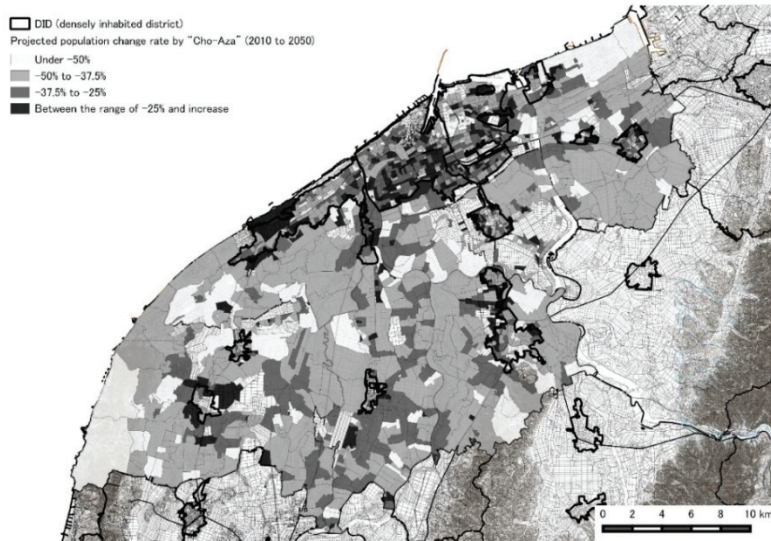 DID (densely inhabited district)
Projected population change rate by "Cho-Aza" (2010 to 2050)
Under -50%
-50% to -37.5%
-37.5% to -25%
Between the range of -25% and increase
0 2 4 6 8 10 km